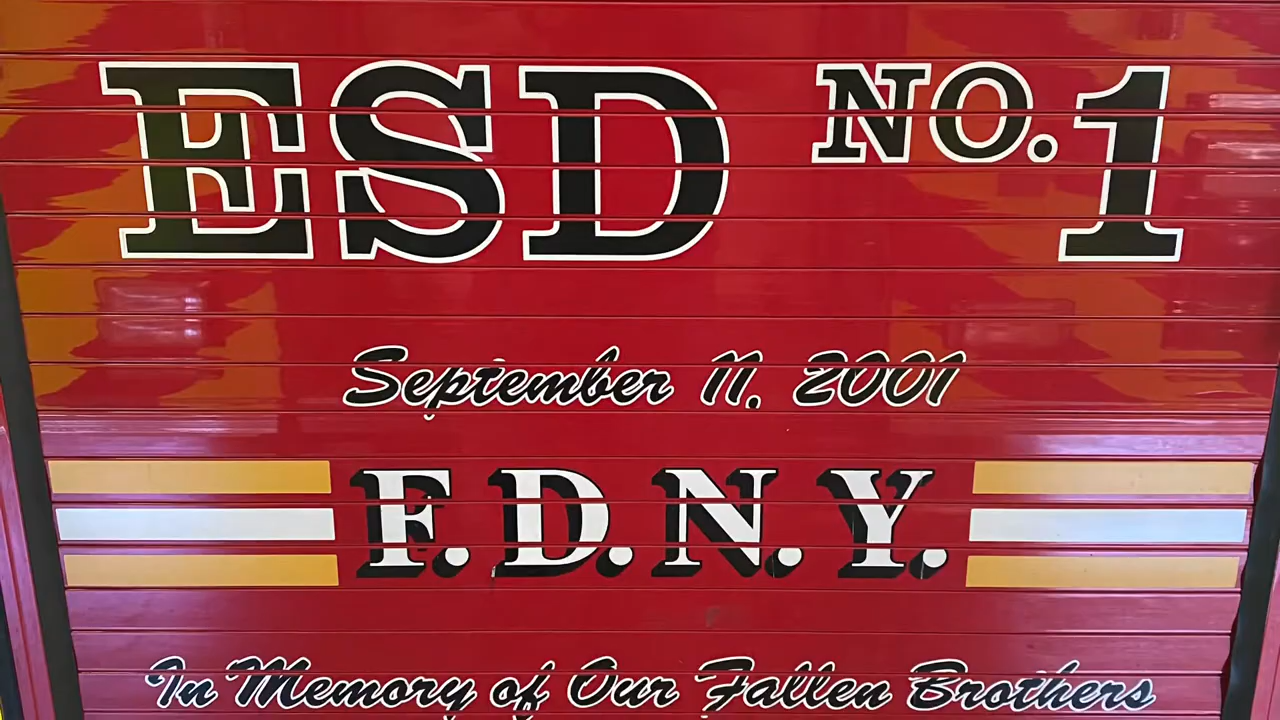 ESD NO. 1
September 11, 2001
F.D.N.Y.
In Memory of Our Fallen Brothers